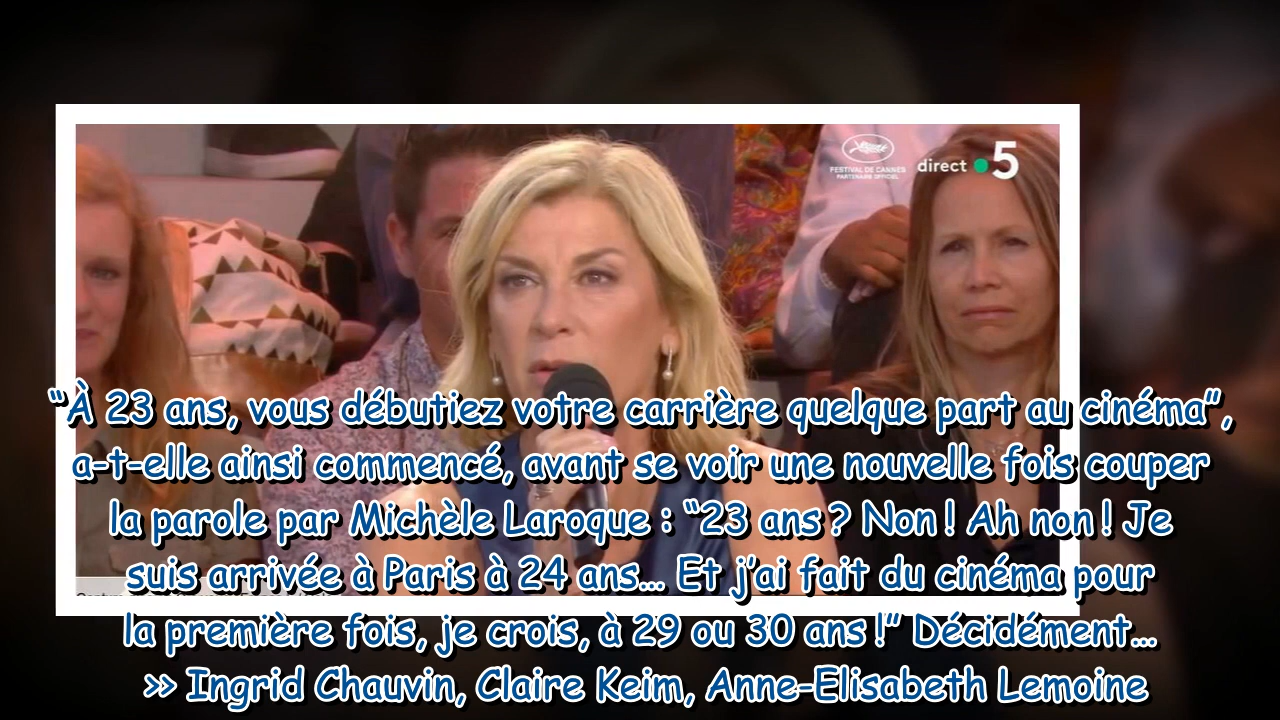 FESTIVAL DE CANNES
PARTENAIRE OFFICIEL
direct 5
“À 23 ans, vous débutiez votre carrière quelque part au cinéma”,
a-t-elle ainsi commencé, avant se voir une nouvelle fois couper
la parole par Michèle Laroque : “23 ans ? Non ! Ah non ! Je
suis arrivée à Paris à 24 ans... Et j’ai fait du cinéma pour
la première fois, je crois, à 29 ou 30 ans !” Décidément...
>> Ingrid Chauvin, Claire Keim, Anne-Elisabeth Lemoine